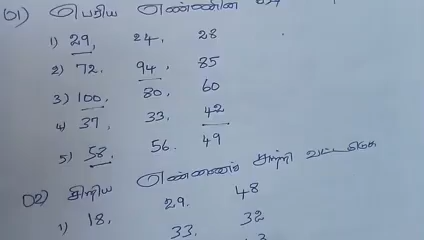 01) பெரிய எண்ணின்
1) 29, 24, 28
2) 72, 94, 85
3) 100, 80, 60
4) 37, 33, 42
5) 58, 56, 49
02) சிறிய எண்ணைச் சுற்றி வட்டமிடு
1) 18, 29, 48
33, 32